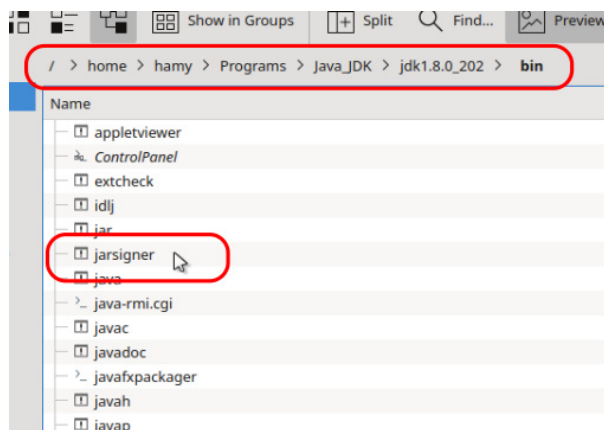 Show in Groups Split Find... Preview
/ > home > hamy > Programs > Java_JDK > jdk1.8.0_202 > bin
Name
appletviewer
ControlPanel
extcheck
idlj
jar
jarsigner
java
java-rmi.cgi
javac
javadoc
javafxpackager
javah
javap